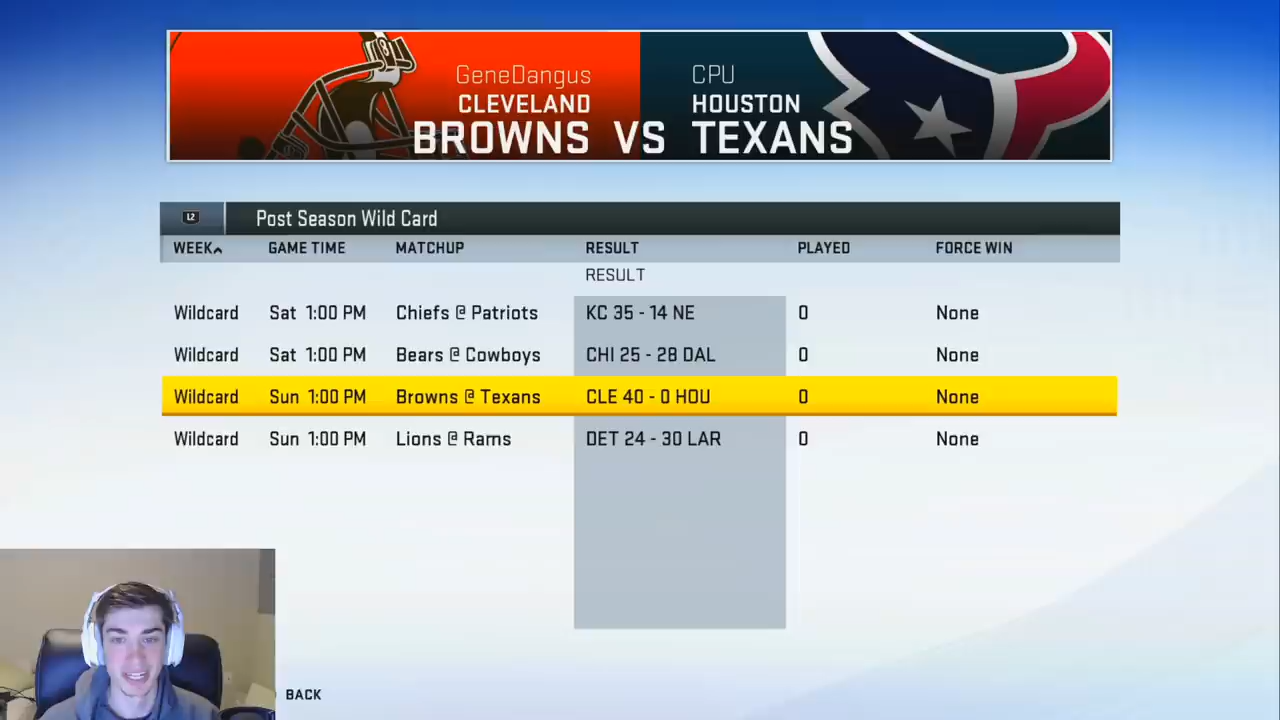 GeneDangus
CLEVELAND
BROWNS VS TEXANS
CPU
HOUSTON
L2 Post Season Wild Card
WEEK GAME TIME MATCHUP RESULT PLAYED FORCE WIN
RESULT
Wildcard Sat 1:00 PM Chiefs @ Patriots KC 35 - 14 NE 0 None
Wildcard Sat 1:00 PM Bears @ Cowboys CHI 25 - 28 DAL 0 None
Wildcard Sun 1:00 PM Browns @ Texans CLE 40 - 0 HOU 0 None
Wildcard Sun 1:00 PM Lions @ Rams DET 24 - 30 LAR 0 None
BACK